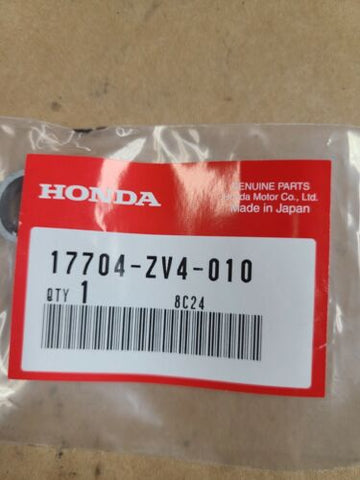 HONDA
GENUINE PARTS
Honda Motor Co., Ltd.
Made in Japan
17704-ZV4-010
QTY 1 8C24